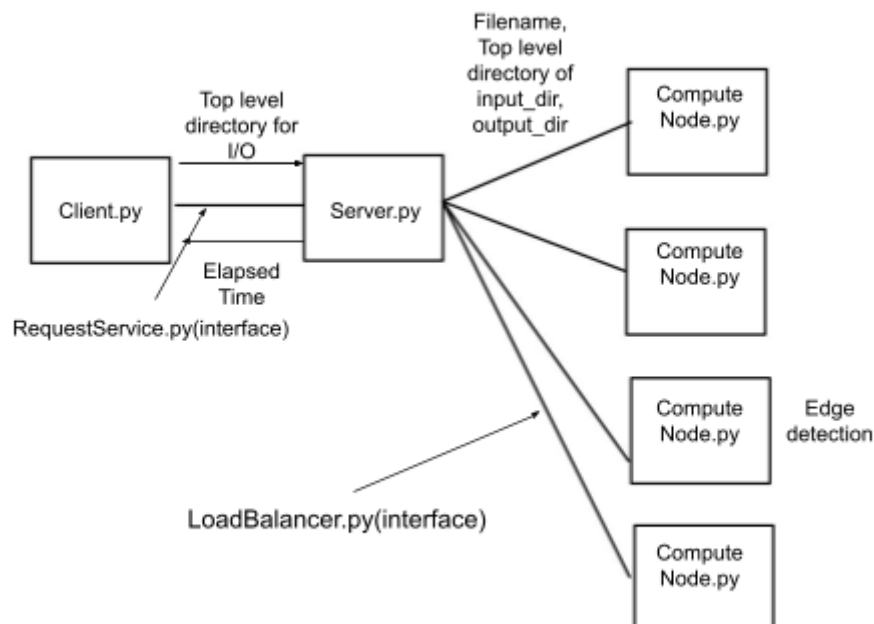 Top level
directory for
I/O
Client.py
Server.py
Elapsed
Time
RequestService.py(interface)
Filename,
Top level
directory of
input_dir,
output_dir
LoadBalancer.py(interface)
Compute
Node.py
Compute
Node.py
Compute
Node.py
Edge
detection
Compute
Node.py